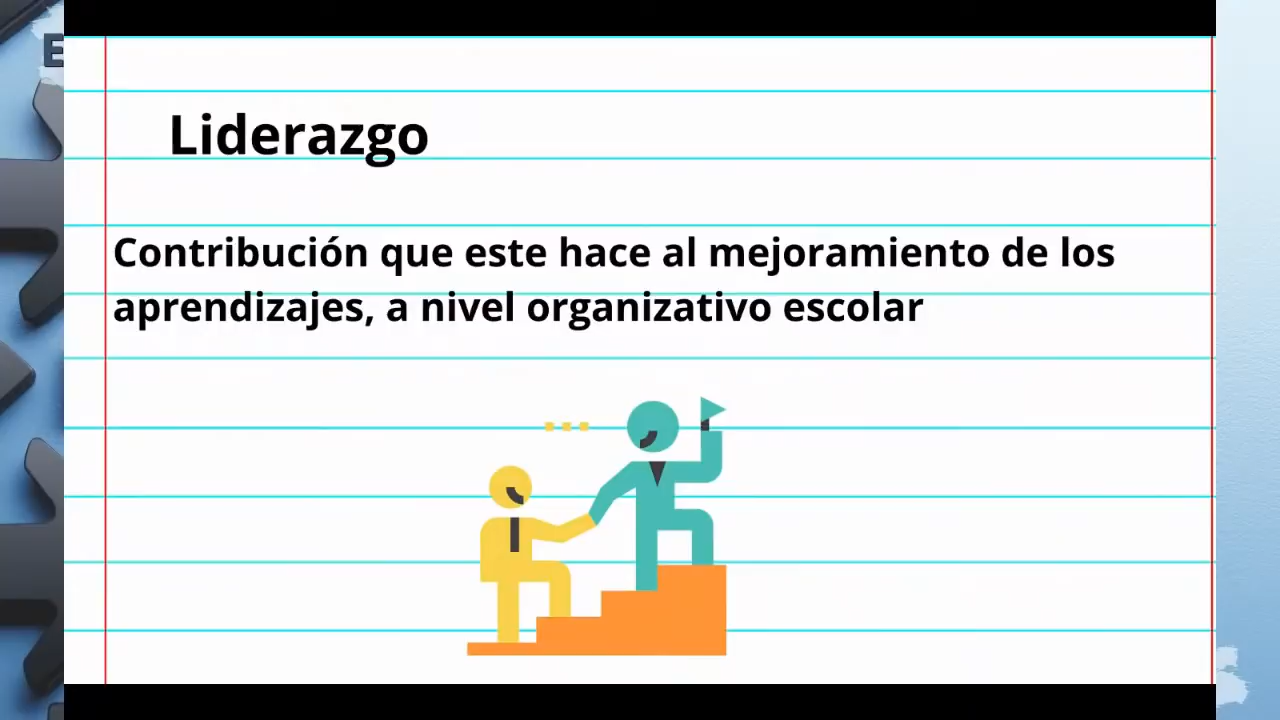 Liderazgo
Contribución que este hace al mejoramiento de los
aprendizajes, a nivel organizativo escolar